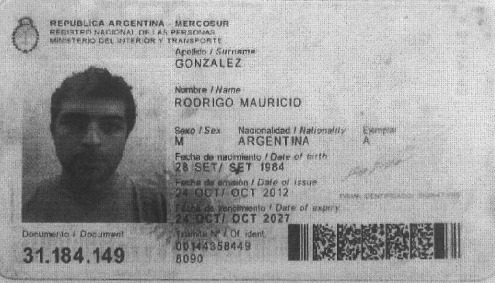 REPUBLICA ARGENTINA - MERCOSUR
REGISTRO NACIONAL DE LAS PERSONAS
MINISTERIO DEL INTERIOR Y TRANSPORTE
Apellido / Surname
GONZALEZ
Nombre / Name
RODRIGO MAURICIO
Sexo / Sex Nacionalidad / Nationality Ejemplar
M ARGENTINA A
Fecha de nacimiento / Date of birth
28 SET/ SET 1984
Fecha de emisión / Date of issue
24 OCT/ OCT 2012
Fecha de vencimiento / Date of expiry
24 OCT/ OCT 2027
Documento / Document Trámite Nº / Of. ident.
31.184.149 00144358449
8090